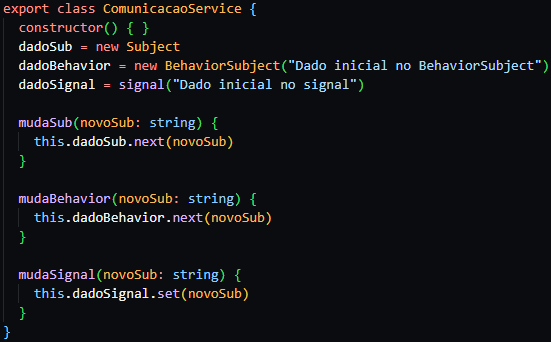 export class ComunicacaoService {
  constructor() { }
  dadoSub = new Subject
  dadoBehavior = new BehaviorSubject("Dado inicial no BehaviorSubject")
  dadoSignal = signal("Dado inicial no signal")

  mudaSub(novoSub: string) {
    this.dadoSub.next(novoSub)
  }

  mudaBehavior(novoSub: string) {
    this.dadoBehavior.next(novoSub)
  }

  mudaSignal(novoSub: string) {
    this.dadoSignal.set(novoSub)
  }
}